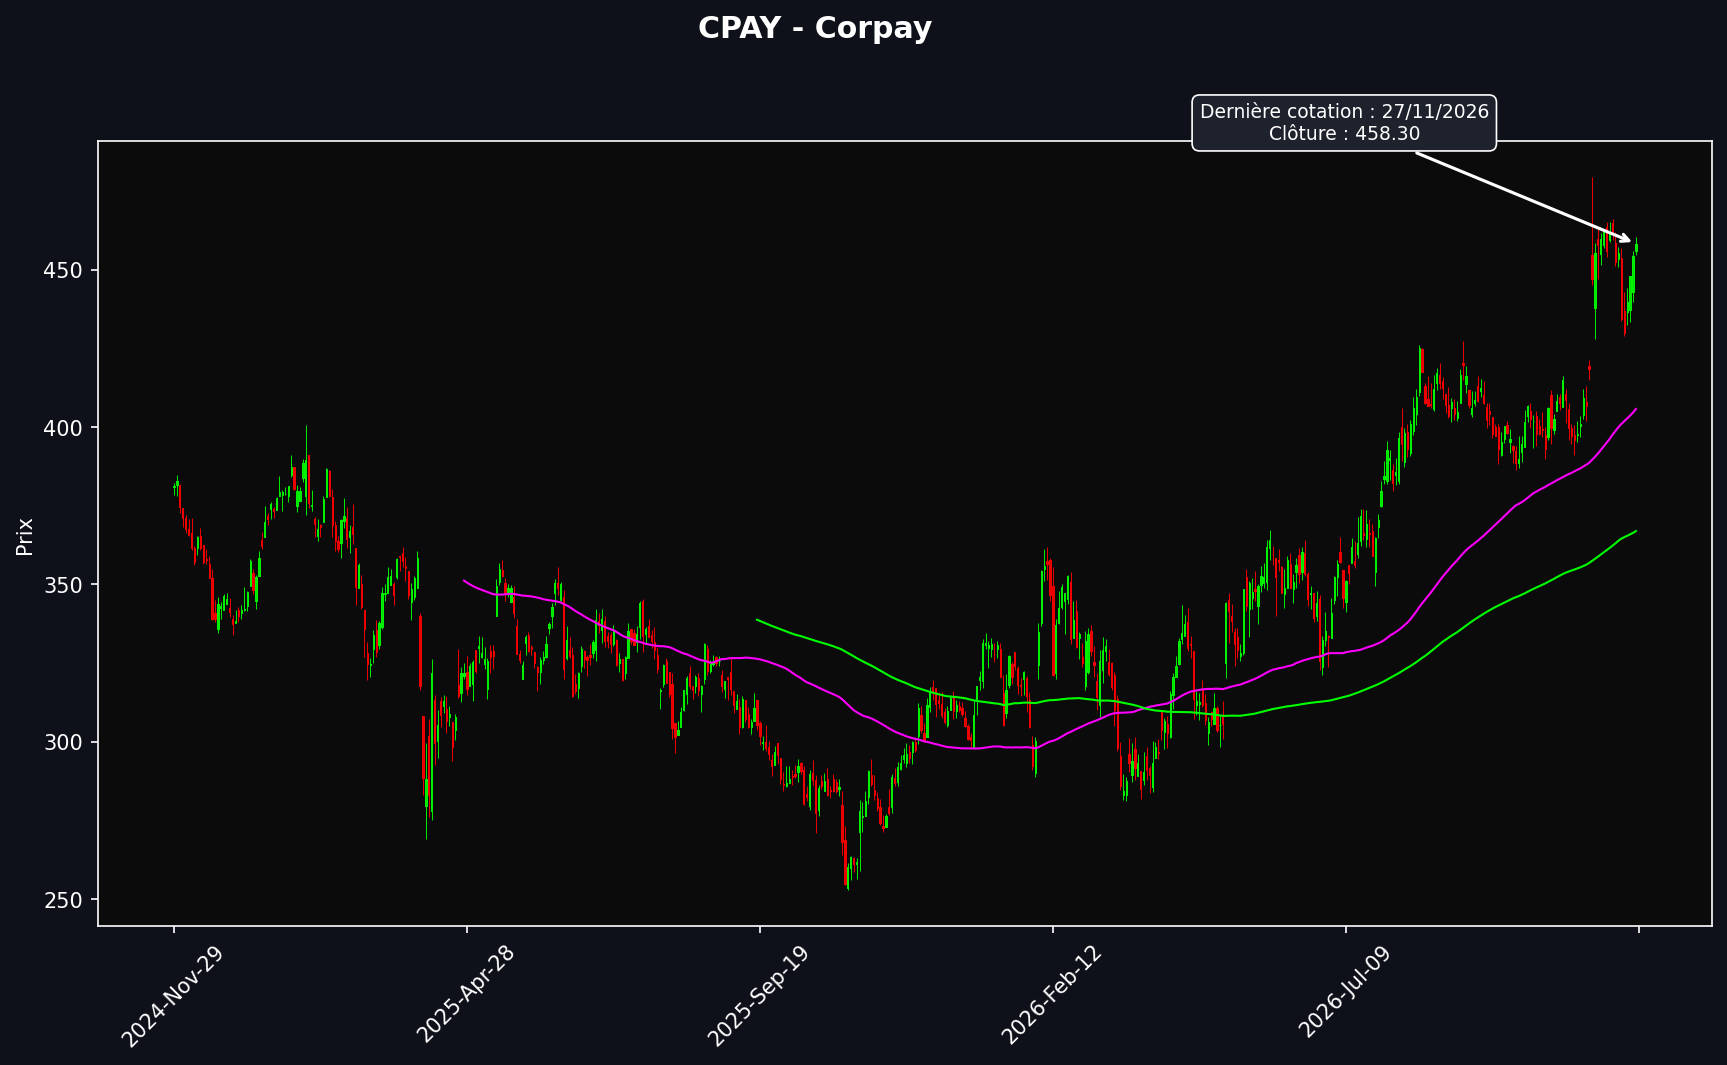 CPAY - Corpay
Dernière cotation : 27/11/2026
Clôture : 458.30
450
400
350
300
250
Prix
2024-Nov-29
2025-Apr-28
2025-Sep-19
2026-Feb-12
2026-Jul-09